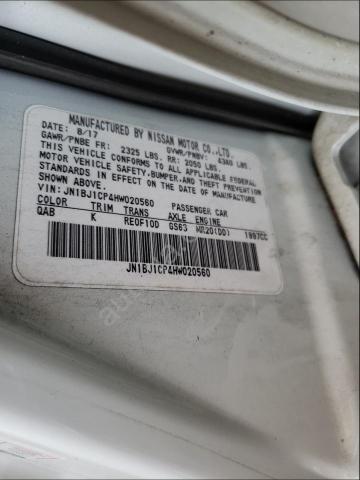 MANUFACTURED BY NISSAN MOTOR CO.,LTD.
DATE: 8/17 GVWR/PNBV: 4380 LBS.
GAWR/PNBE FR: 2325 LBS. RR: 2050 LBS.
THIS VEHICLE CONFORMS TO ALL APPLICABLE FEDERAL
MOTOR VEHICLE SAFETY,BUMPER,AND THEFT PREVENTION
STANDARDS IN EFFECT ON THE DATE OF MANUFACTURE
SHOWN ABOVE.
VIN: JN1BJ1CP4HW020560 PASSENGER CAR
COLOR TRIM TRANS AXLE ENGINE
QAB K RE0F10D GS63 MR20(DD) 1997CC
JN1BJ1CP4HW020560